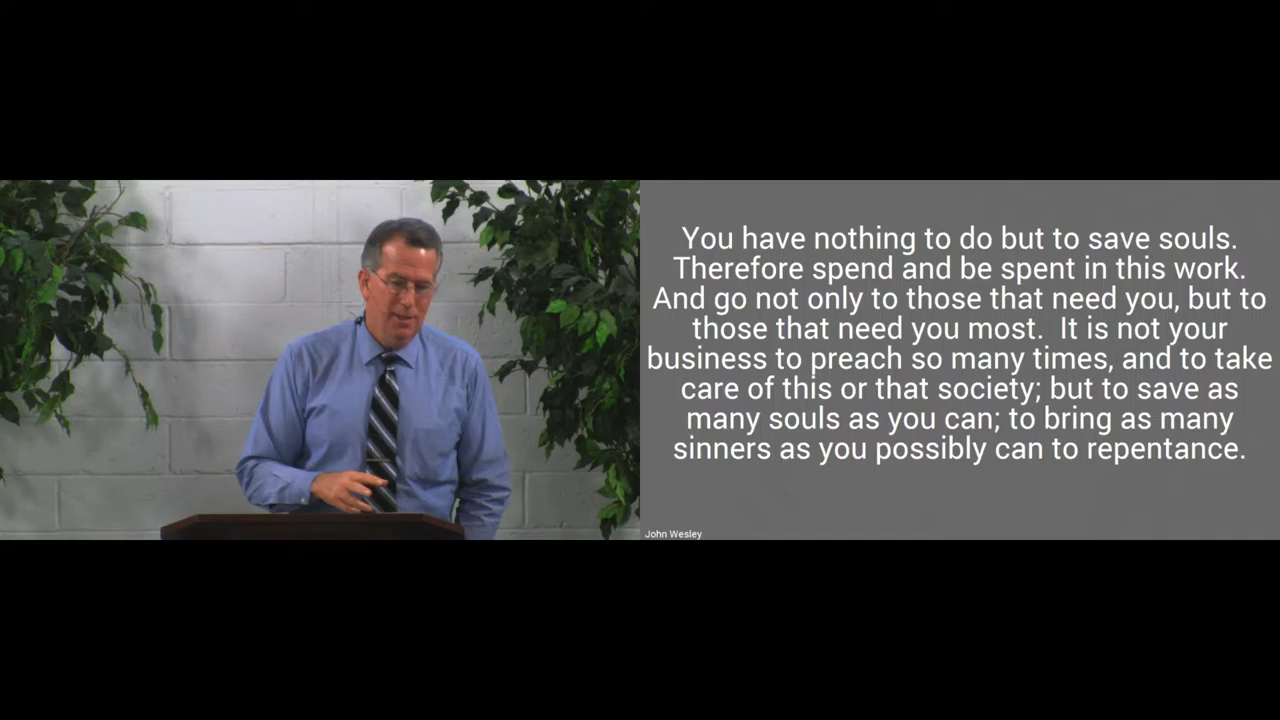 You have nothing to do but to save souls.
Therefore spend and be spent in this work.
And go not only to those that need you, but to
those that need you most.  It is not your
business to preach so many times, and to take
care of this or that society; but to save as
many souls as you can; to bring as many
sinners as you possibly can to repentance.
John Wesley